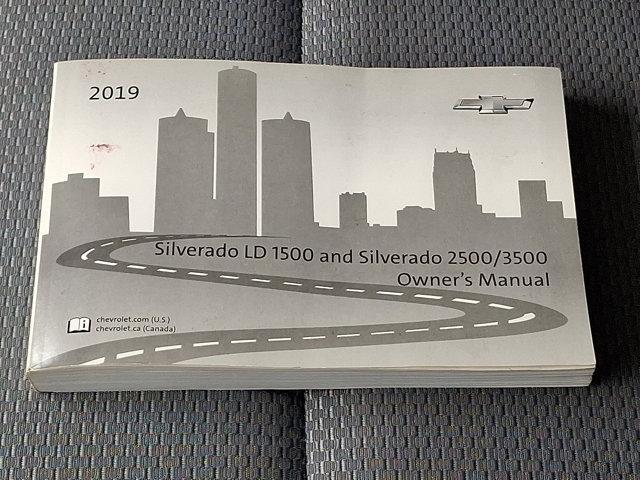 2019
Silverado LD 1500 and Silverado 2500/3500
Owner's Manual
chevrolet.com (U.S.)
chevrolet.ca (Canada)